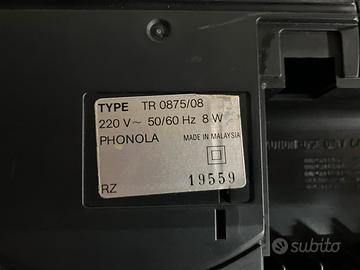 TYPE TR 0875/08
220 V~ 50/60 Hz 8 W
PHONOLA MADE IN MALAYSIA
RZ 19559
subito